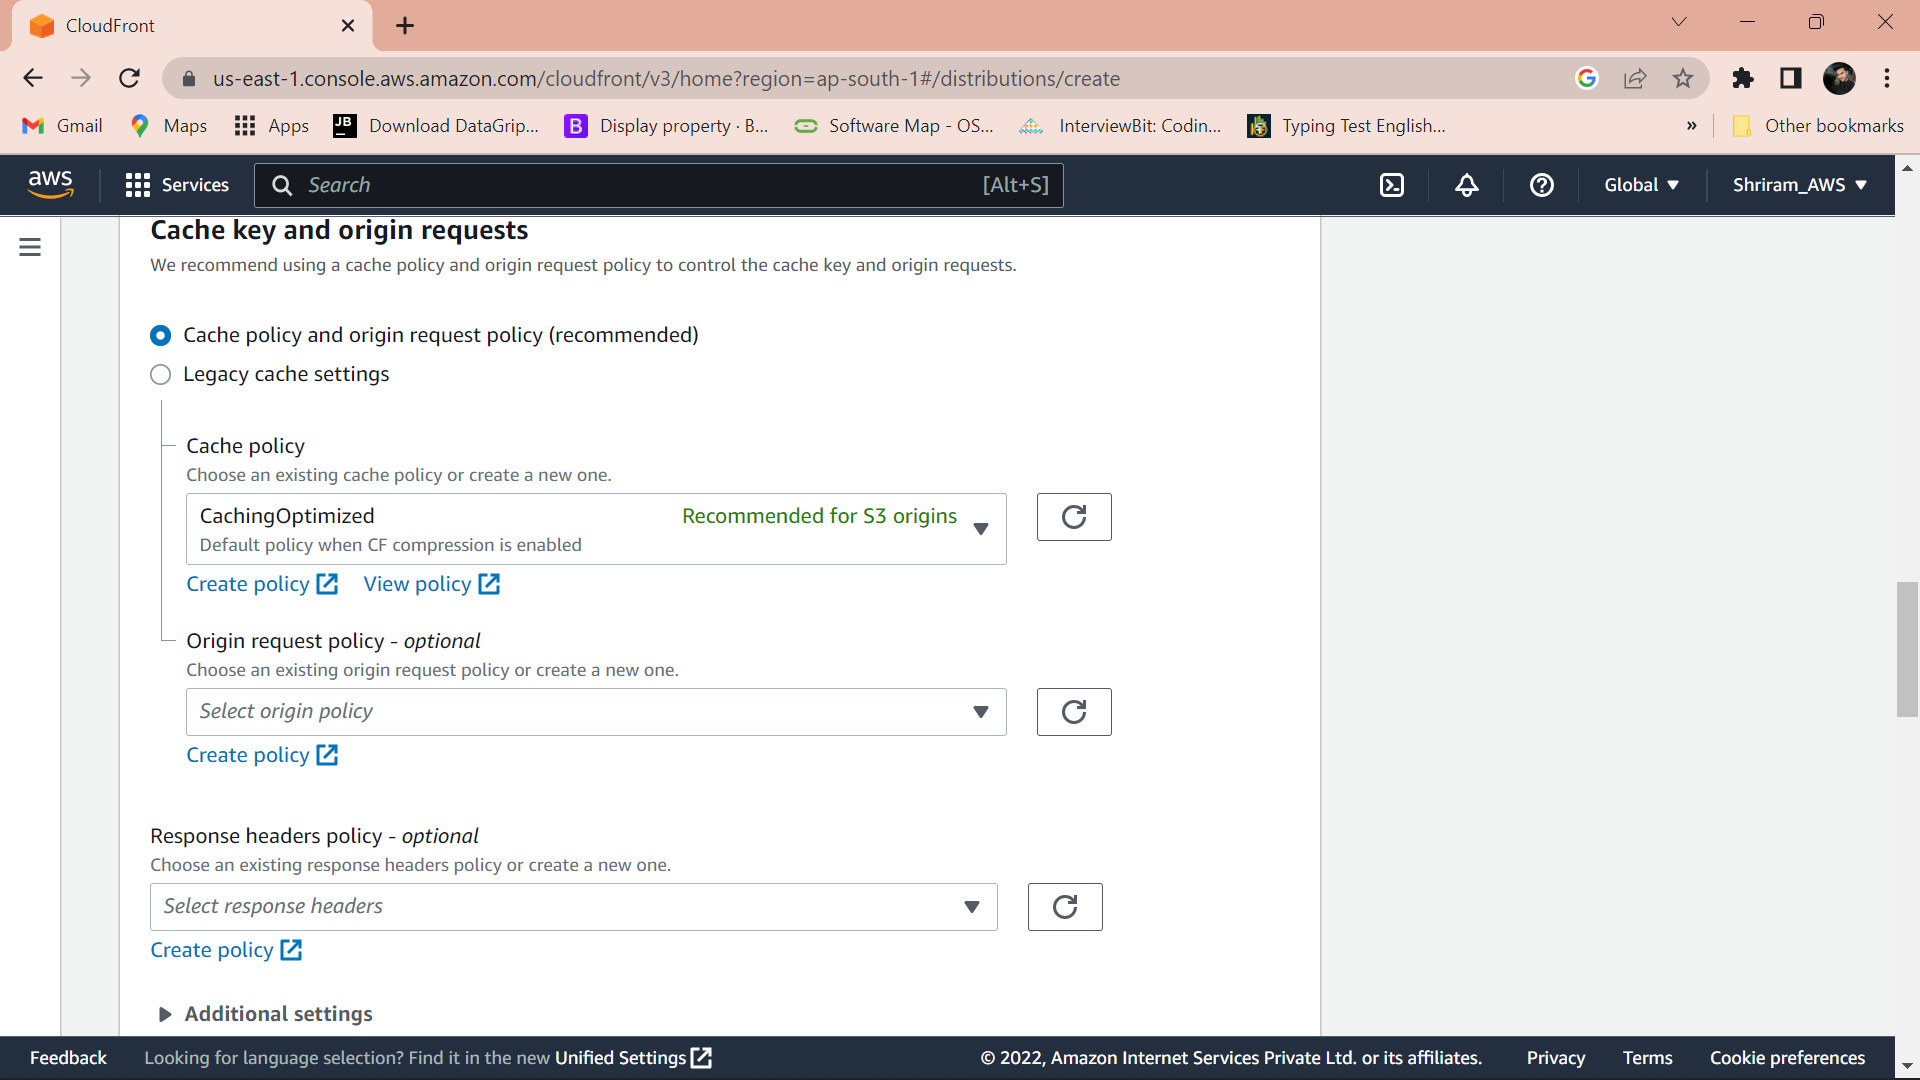 CloudFront
us-east-1.console.aws.amazon.com/cloudfront/v3/home?region=ap-south-1#/distributions/create
Gmail Maps Apps JB Download DataGrip... B Display property · B... Software Map - OS... InterviewBit: Codin... Typing Test English... » Other bookmarks
aws Services Search [Alt+S] Global Shriram_AWS
Cache key and origin requests
We recommend using a cache policy and origin request policy to control the cache key and origin requests.
Cache policy and origin request policy (recommended)
Legacy cache settings
Cache policy
Choose an existing cache policy or create a new one.
CachingOptimized Recommended for S3 origins
Default policy when CF compression is enabled
Create policy View policy
Origin request policy - optional
Choose an existing origin request policy or create a new one.
Select origin policy
Create policy
Response headers policy - optional
Choose an existing response headers policy or create a new one.
Select response headers
Create policy
Additional settings
Feedback Looking for language selection? Find it in the new Unified Settings © 2022, Amazon Internet Services Private Ltd. or its affiliates. Privacy Terms Cookie preferences